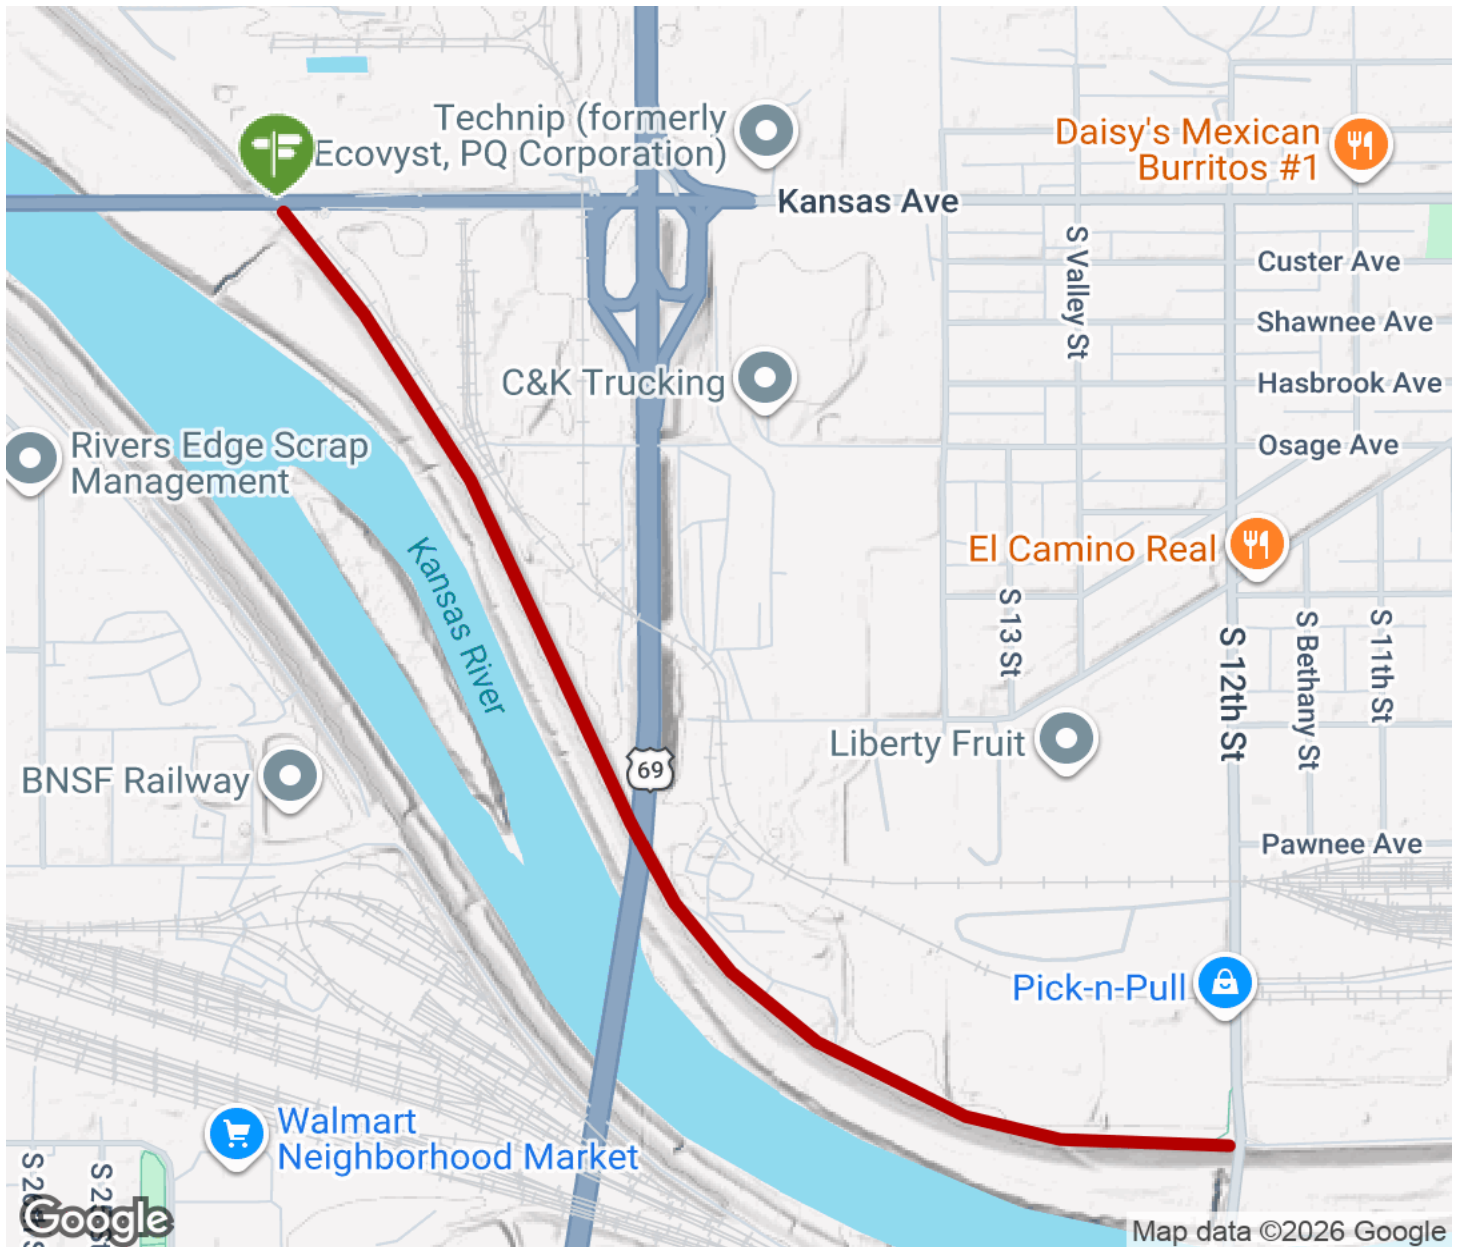 Technip (formerly
Ecovyst, PQ Corporation)
Daisy's Mexican
Burritos #1
Kansas Ave
S Valley St
Custer Ave
Shawnee Ave
C&K Trucking
Hasbrook Ave
Osage Ave
Rivers Edge Scrap
Management
El Camino Real
Kansas River
S 13 St
S 12th St
S Bethany St
S 11th St
Liberty Fruit
69
BNSF Railway
Pawnee Ave
Pick-n-Pull
Walmart
Neighborhood Market
Google
Map data ©2026 Google